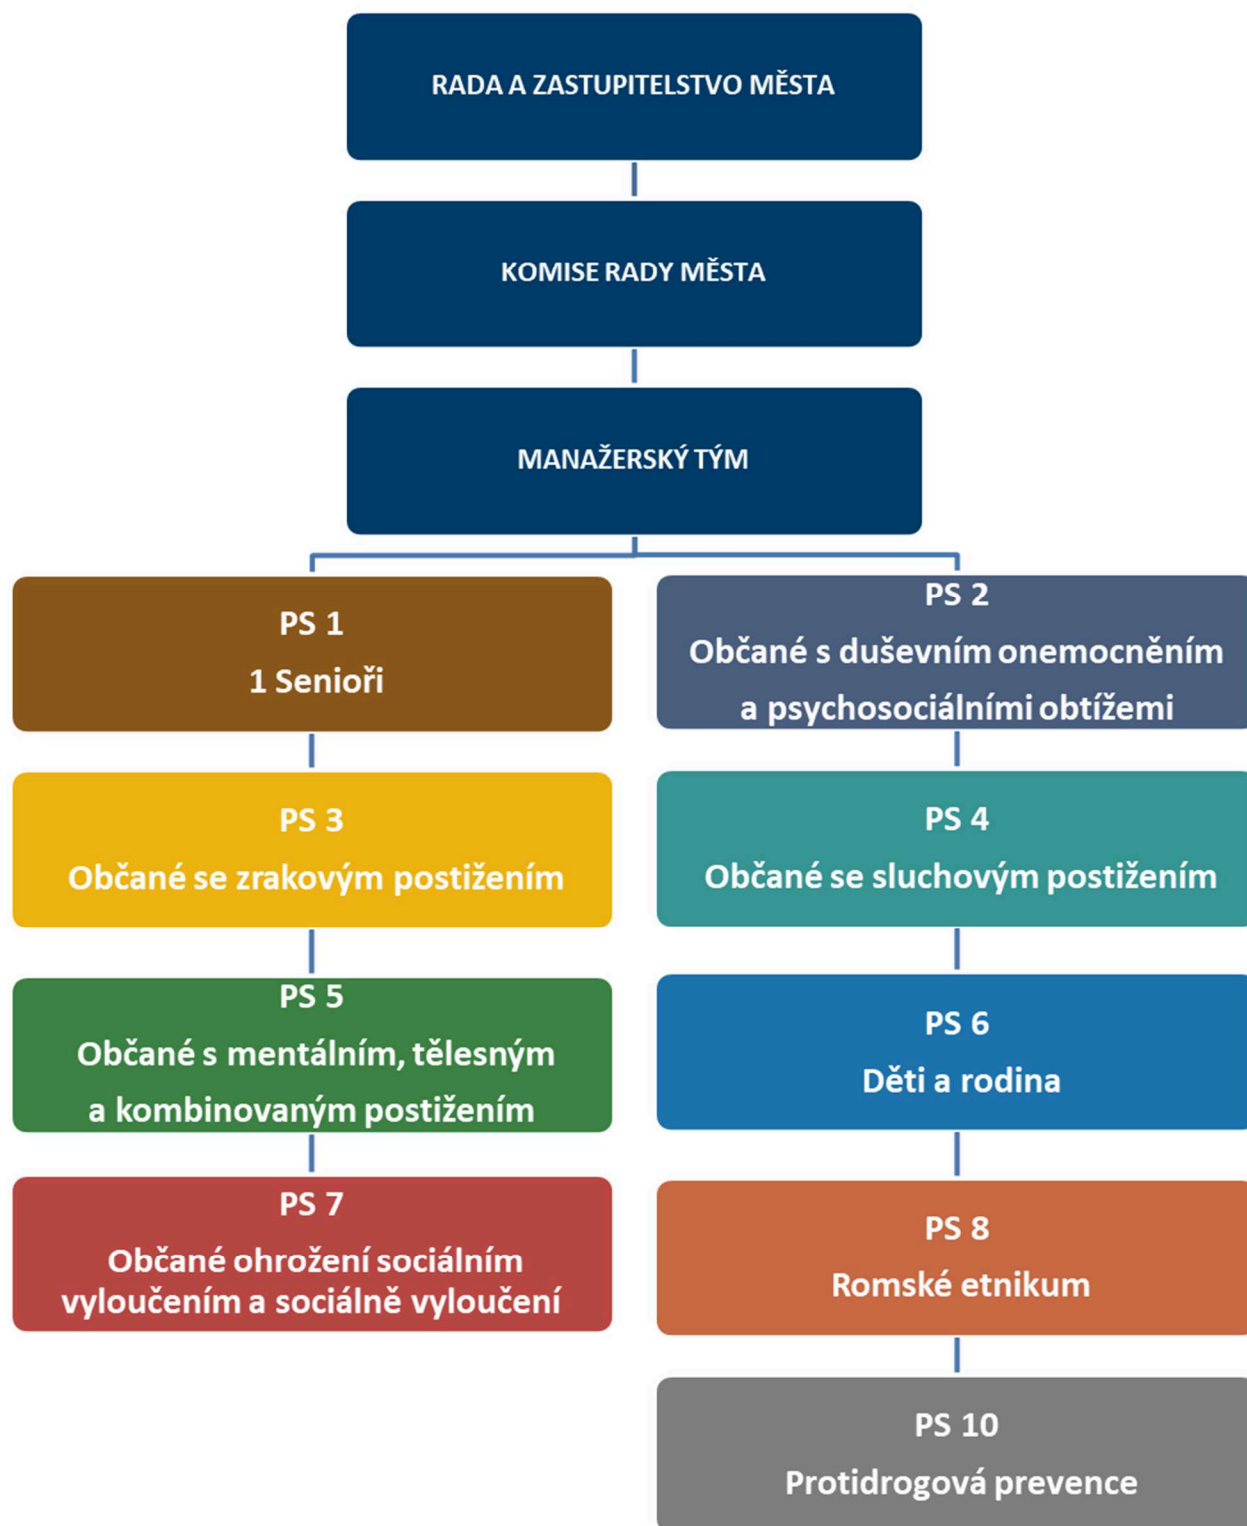 RADA A ZASTUPITELSTVO MĚSTA
KOMISE RADY MĚSTA
MANAŽERSKÝ TÝM
PS 1
1 Senioři
PS 2
Občané s duševním onemocněním
a psychosociálními obtížemi
PS 3
Občané se zrakovým postižením
PS 4
Občané se sluchovým postižením
PS 5
Občané s mentálním, tělesným
a kombinovaným postižením
PS 6
Děti a rodina
PS 7
Občané ohrožení sociálním
vyloučením a sociálně vyloučení
PS 8
Romské etnikum
PS 10
Protidrogová prevence